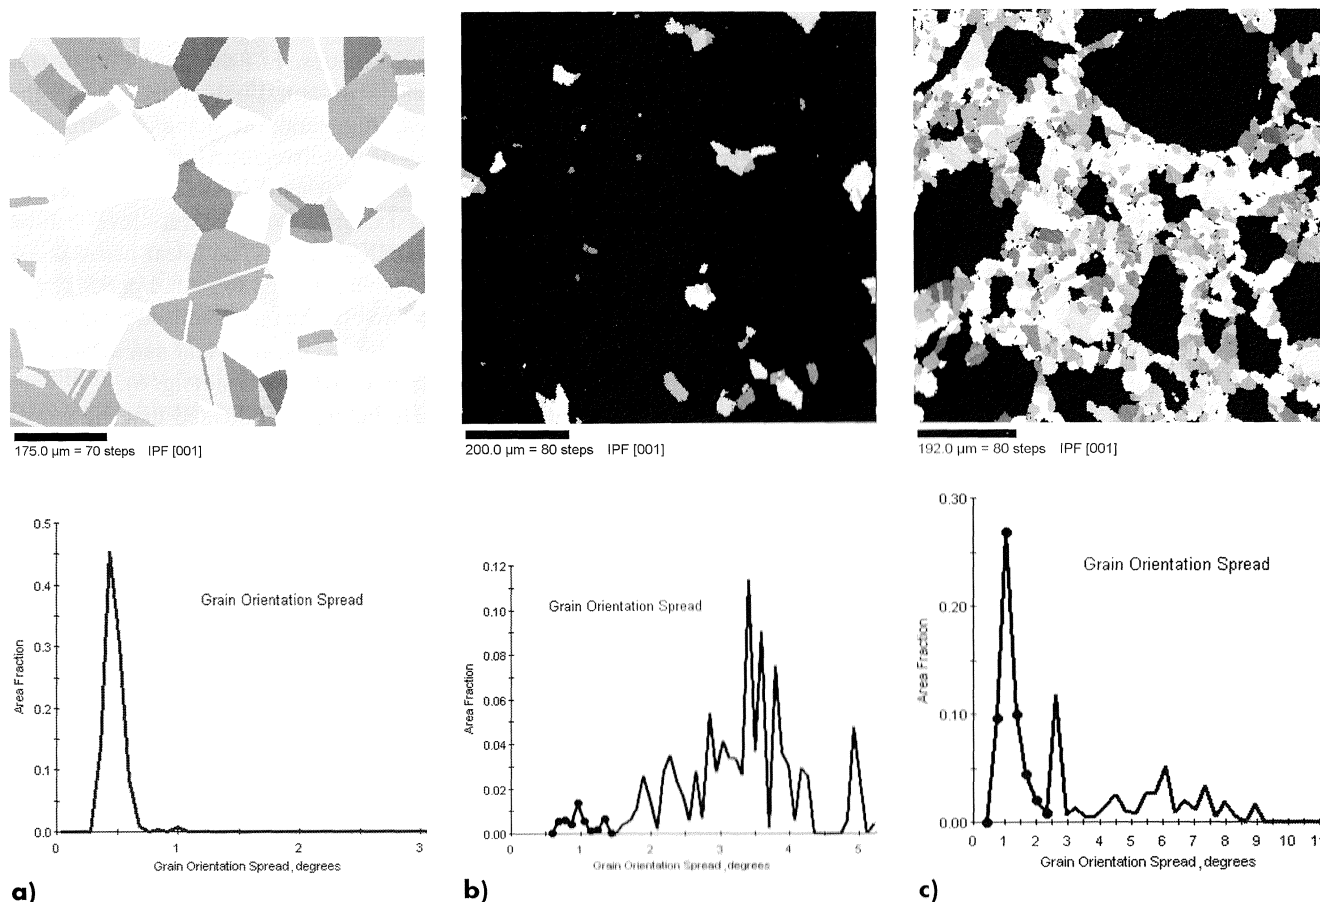 175.0 µm = 70 steps IPF [001]
200.0 µm = 80 steps IPF [001]
192.0 µm = 80 steps IPF [001]
0.5
0.4
0.3
0.2
0.1
0.0
Area Fraction
Grain Orientation Spread
0 1 2 3
Grain Orientation Spread, degrees
a)
0.12
0.10
0.08
0.06
0.04
0.02
0.00
Area Fraction
Grain Orientation Spread
0 1 2 3 4 5
Grain Orientation Spread, degrees
b)
0.30
0.20
0.10
0.00
Area Fraction
Grain Orientation Spread
0 1 2 3 4 5 6 7 8 9 10
Grain Orientation Spread, degrees
c)